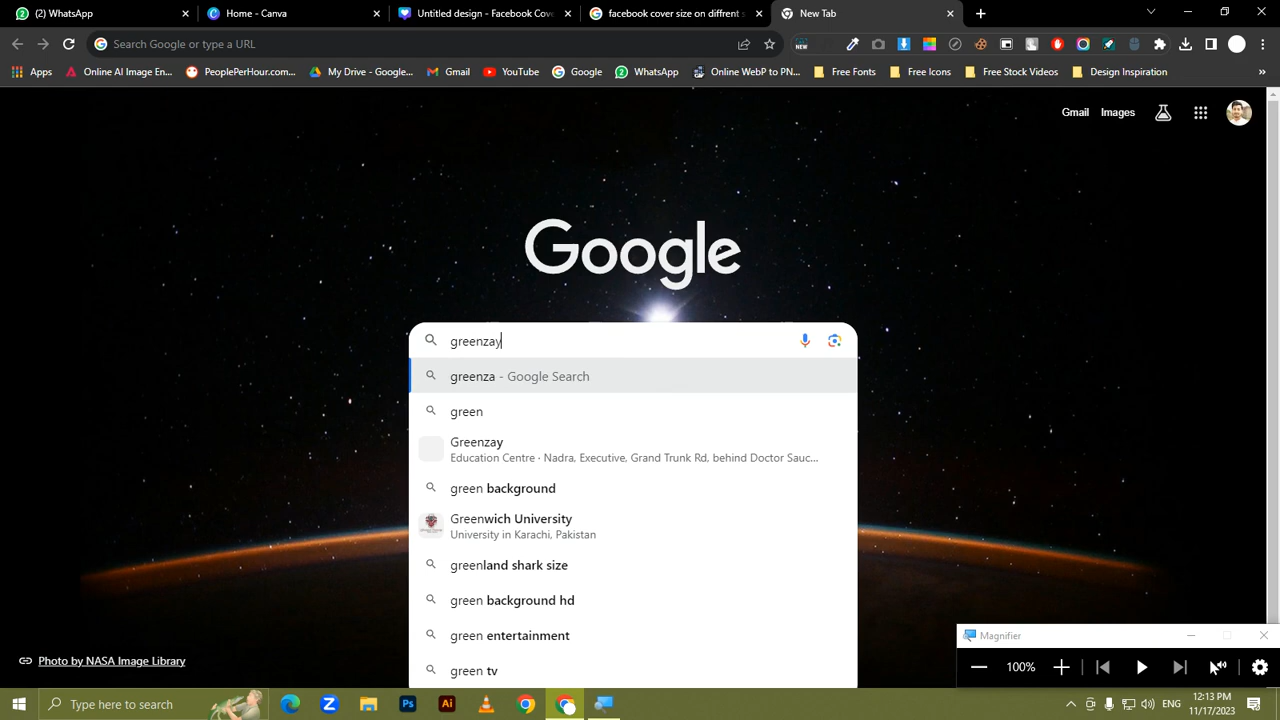 (2) WhatsApp
Home - Canva
Untitled design - Facebook Cov
facebook cover size on diffrent s
New Tab
Search Google or type a URL
NEW
Apps
Online AI Image En...
PeoplePerHour.com...
My Drive - Google...
Gmail
YouTube
Google
WhatsApp
Online WebP to PN...
Free Fonts
Free Icons
Free Stock Videos
Design Inspiration
Gmail
Images
Google
greenzay
greenza - Google Search
green
Greenzay
Education Centre · Nadra, Executive, Grand Trunk Rd, behind Doctor Sauc...
green background
Greenwich University
University in Karachi, Pakistan
greenland shark size
green background hd
green entertainment
green tv
Photo by NASA Image Library
Magnifier
100%
Type here to search
Ai
Ps
ENG
12:13 PM
11/17/2023